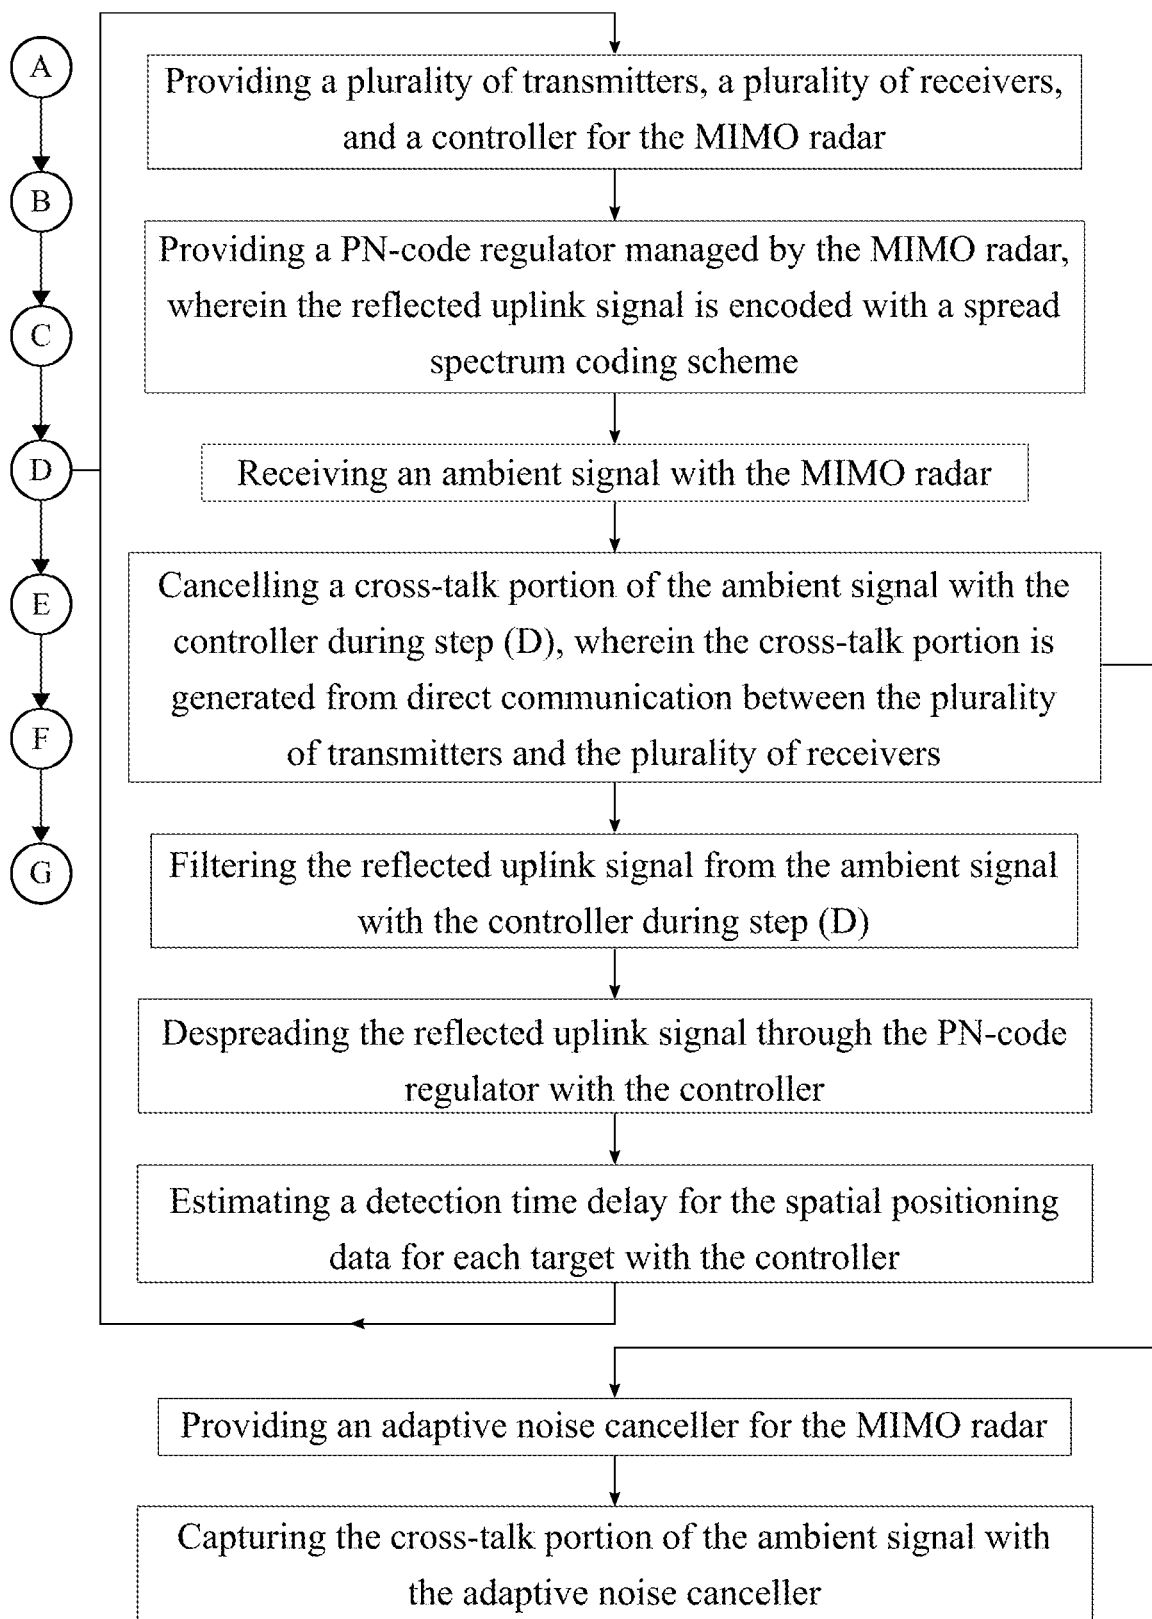 A
B
C
D
E
F
G
Providing a plurality of transmitters, a plurality of receivers,
and a controller for the MIMO radar
Providing a PN-code regulator managed by the MIMO radar,
wherein the reflected uplink signal is encoded with a spread
spectrum coding scheme
Receiving an ambient signal with the MIMO radar
Cancelling a cross-talk portion of the ambient signal with the
controller during step (D), wherein the cross-talk portion is
generated from direct communication between the plurality
of transmitters and the plurality of receivers
Filtering the reflected uplink signal from the ambient signal
with the controller during step (D)
Despreading the reflected uplink signal through the PN-code
regulator with the controller
Estimating a detection time delay for the spatial positioning
data for each target with the controller
Providing an adaptive noise canceller for the MIMO radar
Capturing the cross-talk portion of the ambient signal with
the adaptive noise canceller